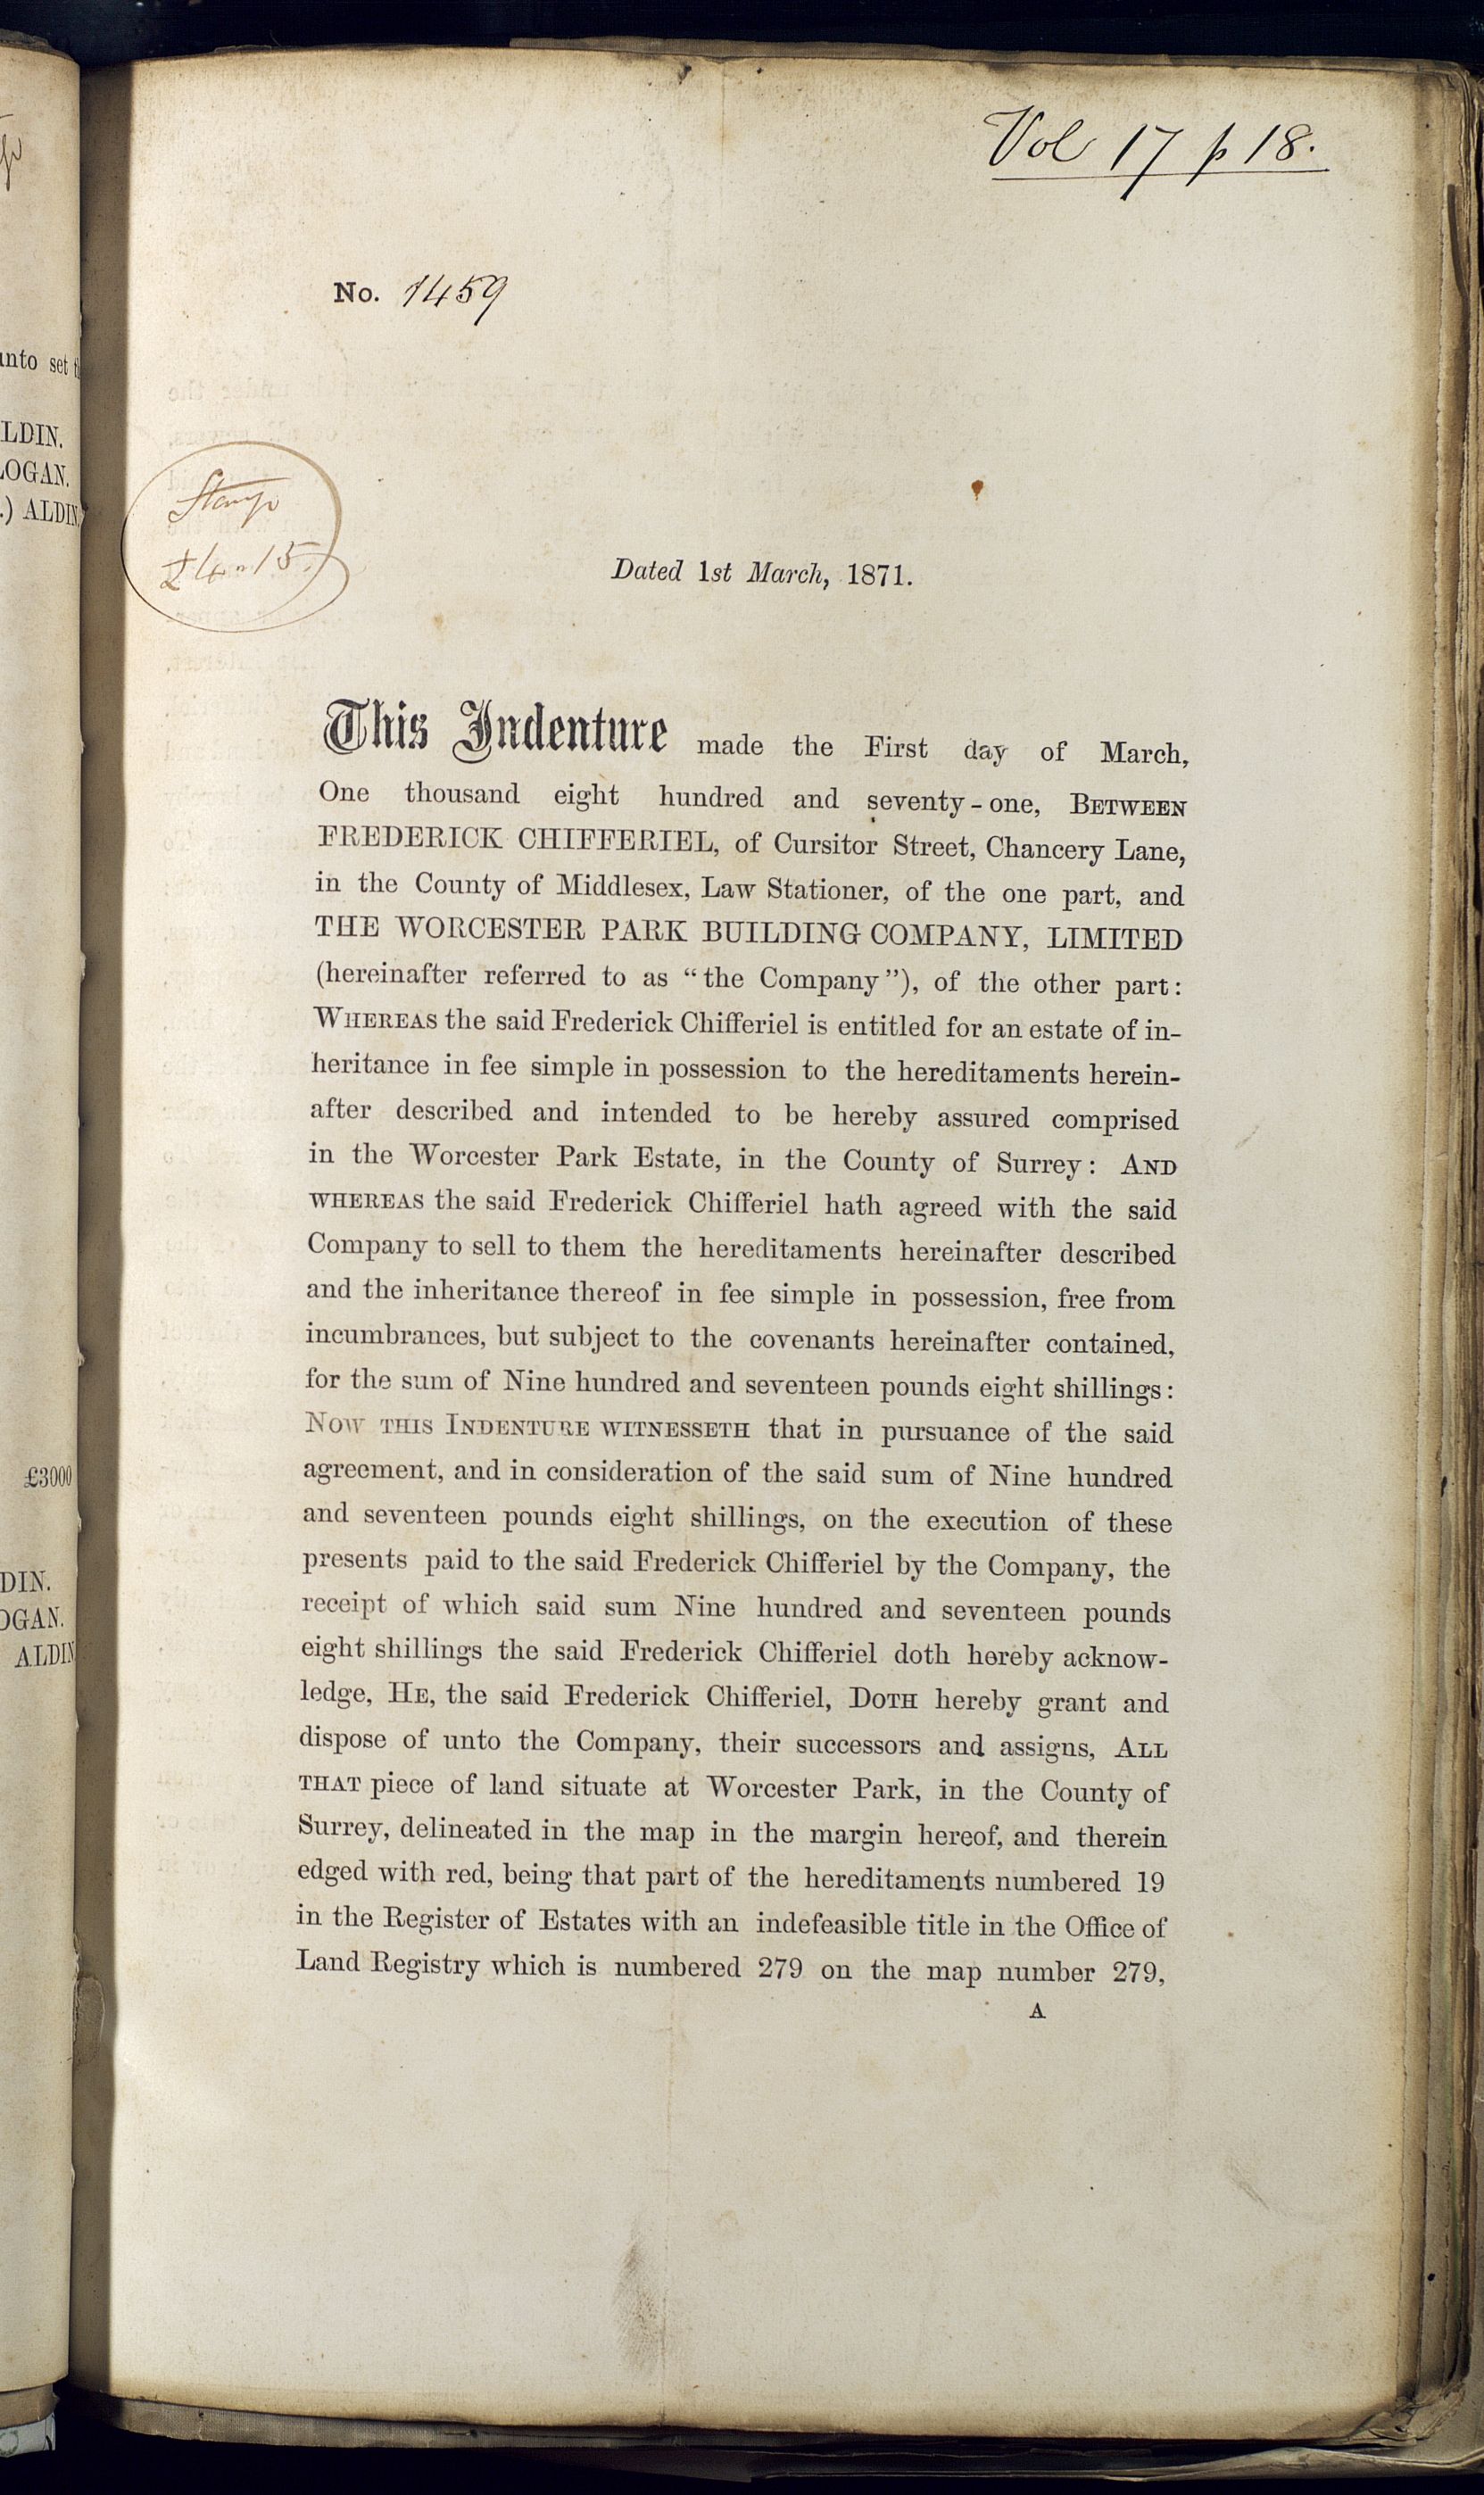 Vol 17 p 18.
No. 1459
Stamp
£4 " 15.
Dated 1st March, 1871.
This Indenture made the First day of March,
One thousand eight hundred and seventy-one, BETWEEN
FREDERICK CHIFFERIEL, of Cursitor Street, Chancery Lane,
in the County of Middlesex, Law Stationer, of the one part, and
THE WORCESTER PARK BUILDING COMPANY, LIMITED
(hereinafter referred to as “the Company”), of the other part:
WHEREAS the said Frederick Chifferiel is entitled for an estate of in-
heritance in fee simple in possession to the hereditaments herein-
after described and intended to be hereby assured comprised
in the Worcester Park Estate, in the County of Surrey: AND
WHEREAS the said Frederick Chifferiel hath agreed with the said
Company to sell to them the hereditaments hereinafter described
and the inheritance thereof in fee simple in possession, free from
incumbrances, but subject to the covenants hereinafter contained,
for the sum of Nine hundred and seventeen pounds eight shillings:
NOW THIS INDENTURE WITNESSETH that in pursuance of the said
agreement, and in consideration of the said sum of Nine hundred
and seventeen pounds eight shillings, on the execution of these
presents paid to the said Frederick Chifferiel by the Company, the
receipt of which said sum Nine hundred and seventeen pounds
eight shillings the said Frederick Chifferiel doth hereby acknow-
ledge, HE, the said Frederick Chifferiel, DOTH hereby grant and
dispose of unto the Company, their successors and assigns, ALL
THAT piece of land situate at Worcester Park, in the County of
Surrey, delineated in the map in the margin hereof, and therein
edged with red, being that part of the hereditaments numbered 19
in the Register of Estates with an indefeasible title in the Office of
Land Registry which is numbered 279 on the map number 279,
A
unto set
LDIN.
LOGAN.
.) ALDIN
£3000
DIN.
OGAN.
ALDIN